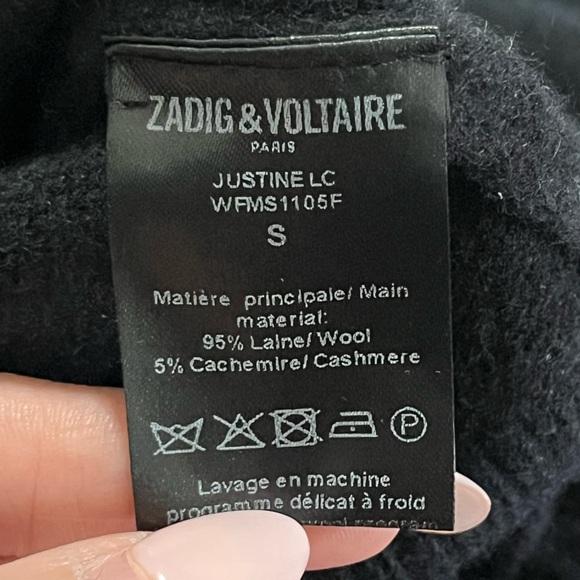 ZADIG & VOLTAIRE
PARIS
JUSTINE LC
WFMS1105F
S
Matière principale/ Main
material:
95% Laine/ Wool
5% Cachemire/ Cashmere
P
Lavage en machine
programme délicat à froid
program